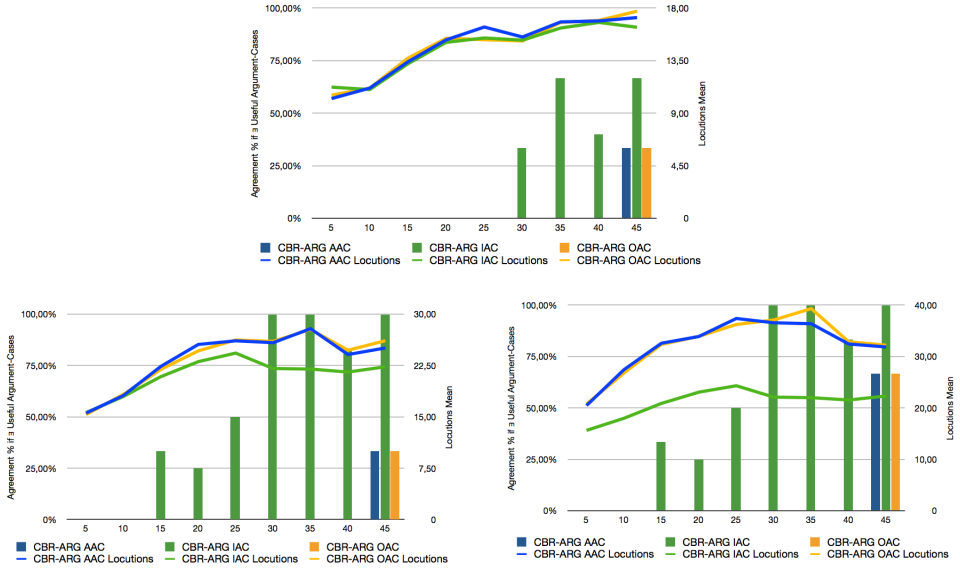 100,00%
75,00%
50,00%
25,00%
0%
Agreement % if ∃ Useful Argument-Cases
18,00
13,50
9,00
4,50
0
Locutions Mean
5 10 15 20 25 30 35 40 45
CBR-ARG AAC CBR-ARG IAC CBR-ARG OAC
CBR-ARG AAC Locutions CBR-ARG IAC Locutions CBR-ARG OAC Locutions
100,00%
75,00%
50,00%
25,00%
0%
Agreement % if ∃ Useful Argument-Cases
30,00
22,50
15,00
7,50
0
Locutions Mean
5 10 15 20 25 30 35 40 45
CBR-ARG AAC CBR-ARG IAC CBR-ARG OAC
CBR-ARG AAC Locutions CBR-ARG IAC Locutions CBR-ARG OAC Locutions
100,00%
75,00%
50,00%
25,00%
0%
Agreement % if ∃ Useful Argument-Cases
40,00
30,00
20,00
10,00
0
Locutions Mean
5 10 15 20 25 30 35 40 45
CBR-ARG AAC CBR-ARG IAC CBR-ARG OAC
CBR-ARG AAC Locutions CBR-ARG IAC Locutions CBR-ARG OAC Locutions